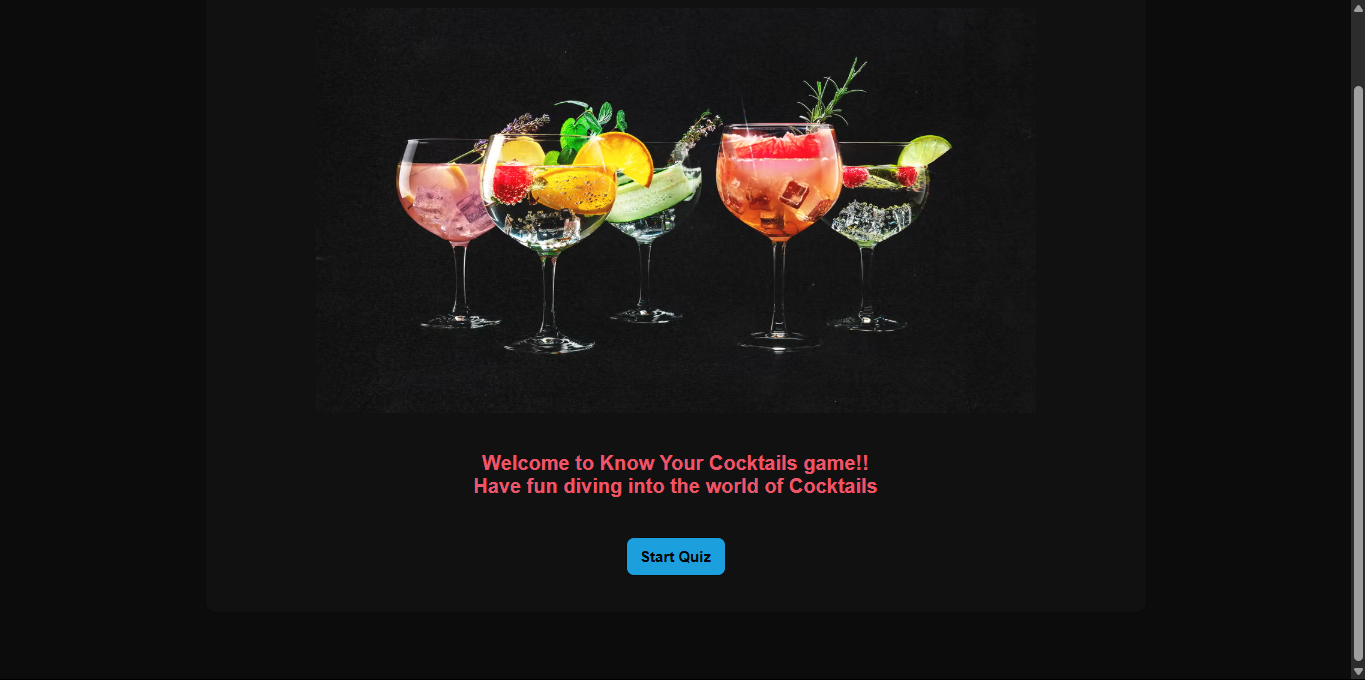 Welcome to Know Your Cocktails game!!
Have fun diving into the world of Cocktails
Start Quiz